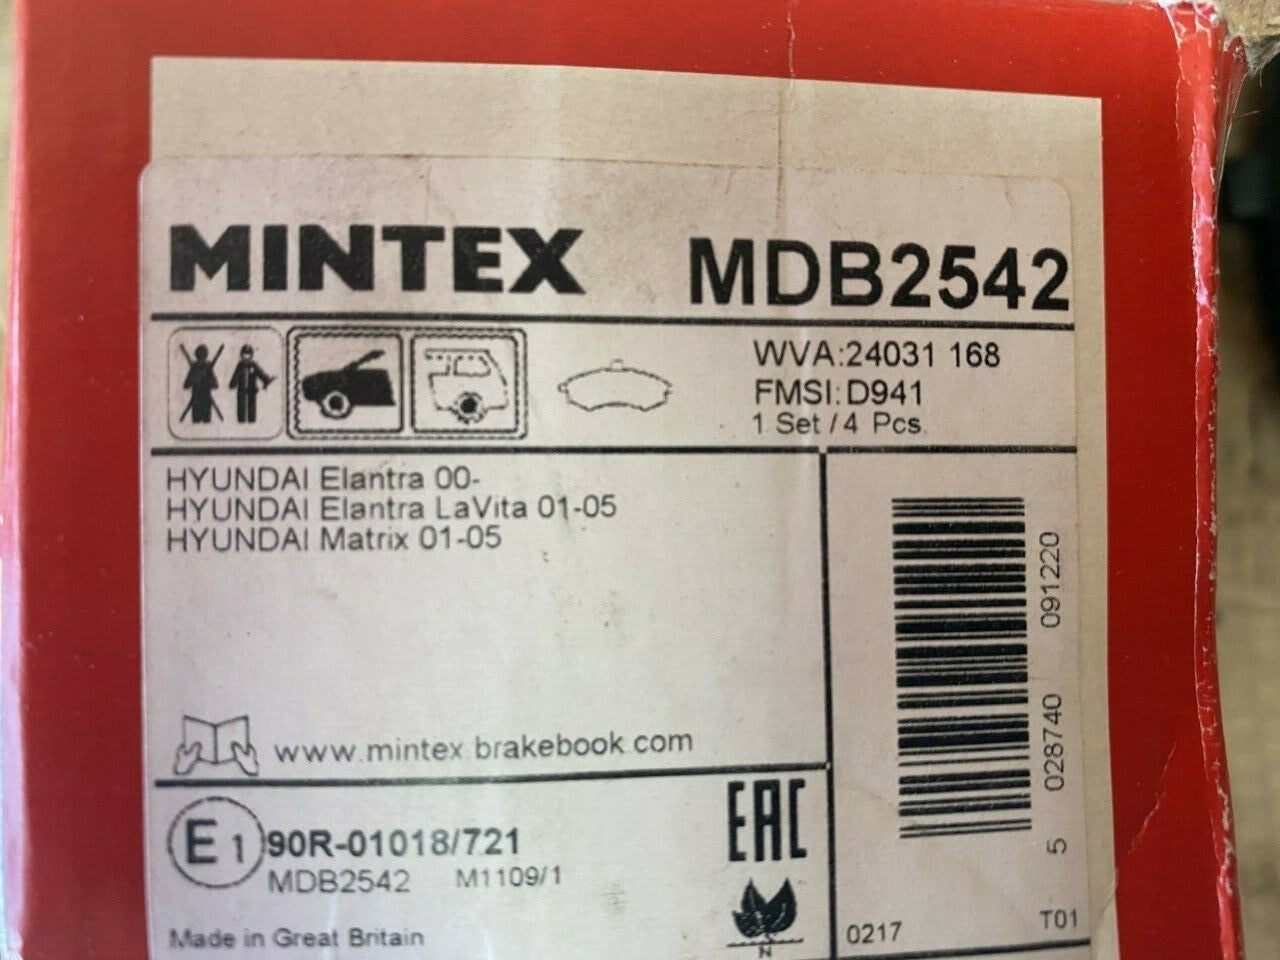 MINTEX MDB2542
WVA:24031 168
FMSI:D941
1 Set / 4 Pcs.
HYUNDAI Elantra 00-
HYUNDAI Elantra LaVita 01-05
HYUNDAI Matrix 01-05
www.mintex.brakebook.com
E1 90R-01018/721
MDB2542 M1109/1
Made in Great Britain
EAC
N
5 028740 091220
0217 T01